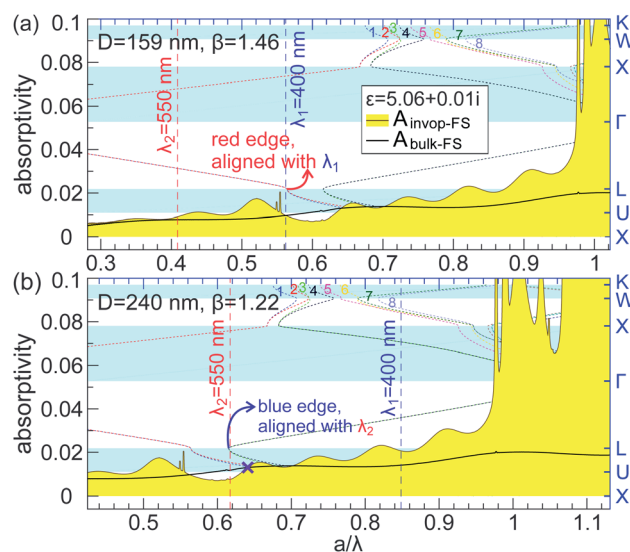 (a)
D=159 nm, β=1.46
absorptivity
0.1
0.08
0.06
0.04
0.02
0
λ₂=550 nm
λ₁=400 nm
1 2 3 4 5 6 7 8
ε=5.06+0.01i
A invop-FS
A bulk-FS
red edge,
aligned with λ₁
K
W
X
Γ
L
U
X
0.3 0.4 0.5 0.6 0.7 0.8 0.9 1
(b)
D=240 nm, β=1.22
absorptivity
0.1
0.08
0.06
0.04
0.02
0
λ₂=550 nm
λ₁=400 nm
1 2 3 4 5 6 7 8
blue edge,
aligned with λ₂
K
W
X
Γ
L
U
X
0.5 0.6 0.7 0.8 0.9 1 1.1
a/λ